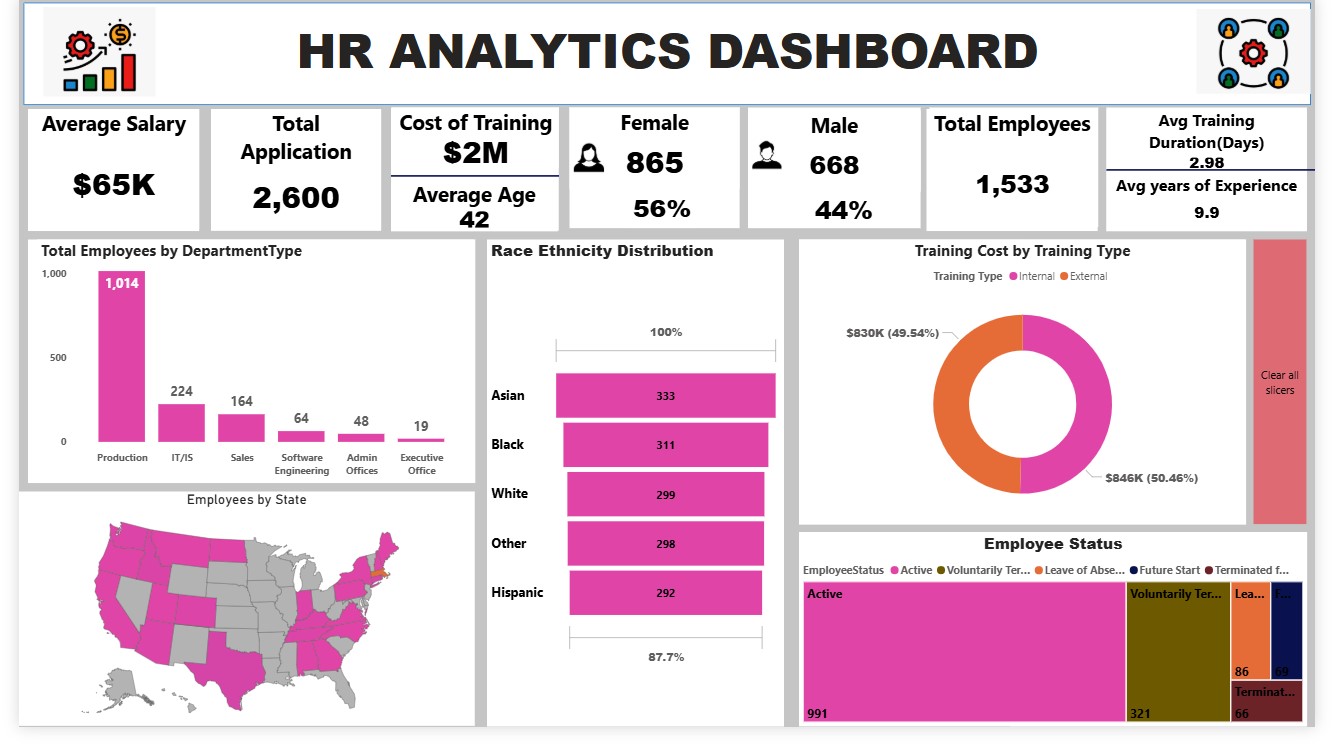 HR ANALYTICS DASHBOARD
Average Salary
$65K
Total
Application
2,600
Cost of Training
$2M
Average Age
42
Female
865
56%
Male
668
44%
Total Employees
1,533
Avg Training
Duration(Days)
2.98
Avg years of Experience
9.9
Total Employees by DepartmentType
1,000
500
0
1,014
224
164
64
48
19
Production
IT/IS
Sales
Software
Engineering
Admin
Offices
Executive
Office
Employees by State
Race Ethnicity Distribution
100%
Asian 333
Black 311
White 299
Other 298
Hispanic 292
87.7%
Training Cost by Training Type
Training Type Internal External
$830K (49.54%)
$846K (50.46%)
Clear all
slicers
Employee Status
EmployeeStatus Active Voluntarily Ter... Leave of Abse... Future Start Terminated f...
Active
991
Voluntarily Ter...
321
Lea...
86
F...
69
Terminat...
66